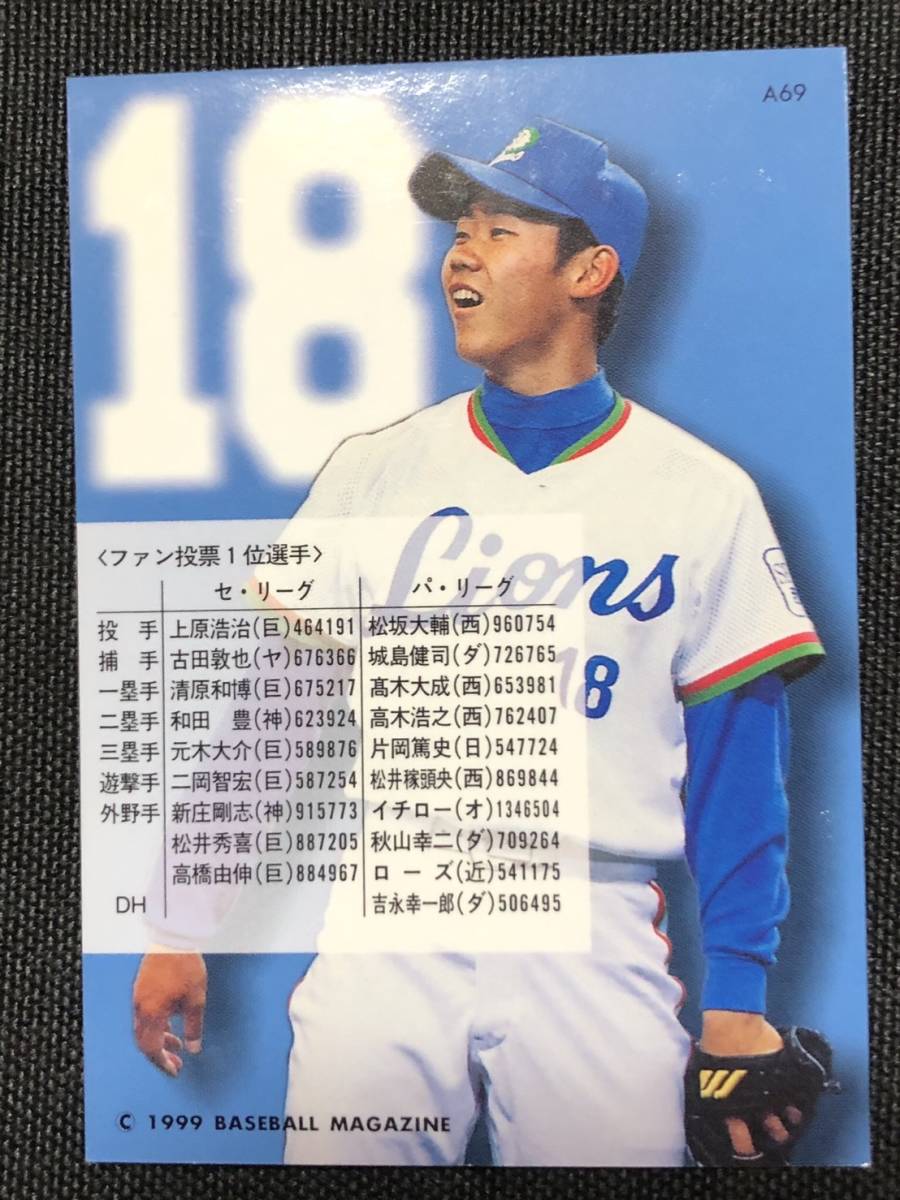 A69
18
Lions
18
〈ファン投票1位選手〉
セ・リーグ パ・リーグ
投手 上原浩治(巨)464191 松坂大輔(西)960754
捕手 古田敦也(ヤ)676366 城島健司(ダ)726765
一塁手 清原和博(巨)675217 髙木大成(西)653981
二塁手 和田 豊(神)623924 高木浩之(西)762407
三塁手 元木大介(巨)589876 片岡篤史(日)547724
遊撃手 二岡智宏(巨)587254 松井稼頭央(西)869844
外野手 新庄剛志(神)915773 イチロー(オ)1346504
松井秀喜(巨)887205 秋山幸二(ダ)709264
高橋由伸(巨)884967 ローズ(近)541175
DH 吉永幸一郎(ダ)506495
© 1999 BASEBALL MAGAZINE